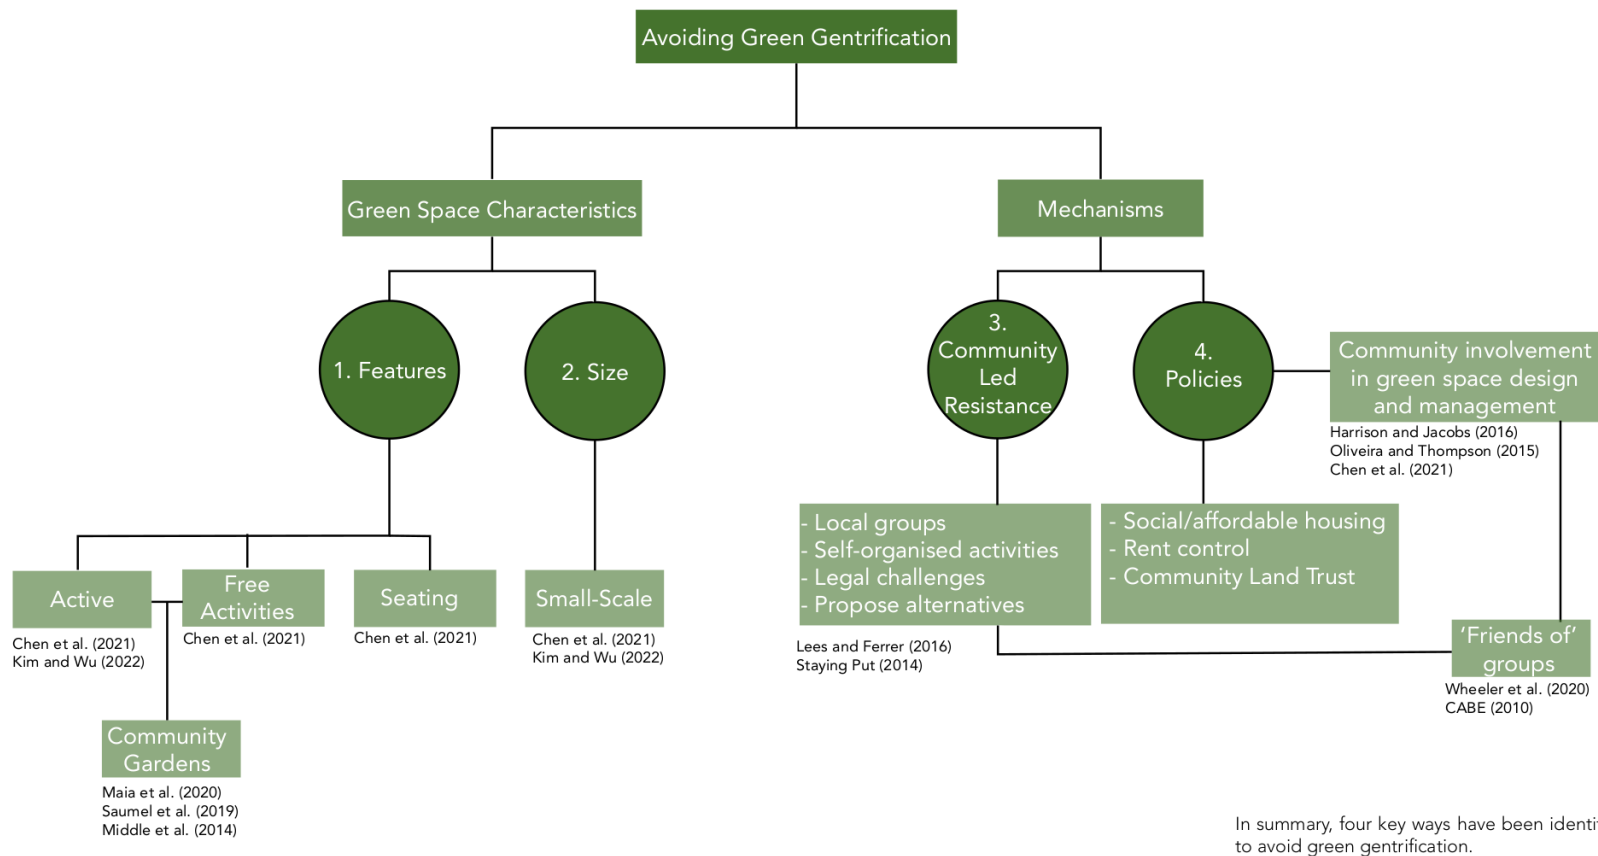 Avoiding Green Gentrification
Green Space Characteristics
Mechanisms
1. Features
2. Size
3.
Community
Led
Resistance
4.
Policies
Community involvement
in green space design
and management
Harrison and Jacobs (2016)
Oliveira and Thompson (2015)
Chen et al. (2021)
Active
Chen et al. (2021)
Kim and Wu (2022)
Free
Activities
Chen et al. (2021)
Seating
Chen et al. (2021)
Small-Scale
Chen et al. (2021)
Kim and Wu (2022)
- Local groups
- Self-organised activities
- Legal challenges
- Propose alternatives
Lees and Ferrer (2016)
Staying Put (2014)
- Social/affordable housing
- Rent control
- Community Land Trust
'Friends of'
groups
Wheeler et al. (2020)
CABE (2010)
Community
Gardens
Maia et al. (2020)
Saumel et al. (2019)
Middle et al. (2014)
In summary, four key ways have been
to avoid green gentrification.